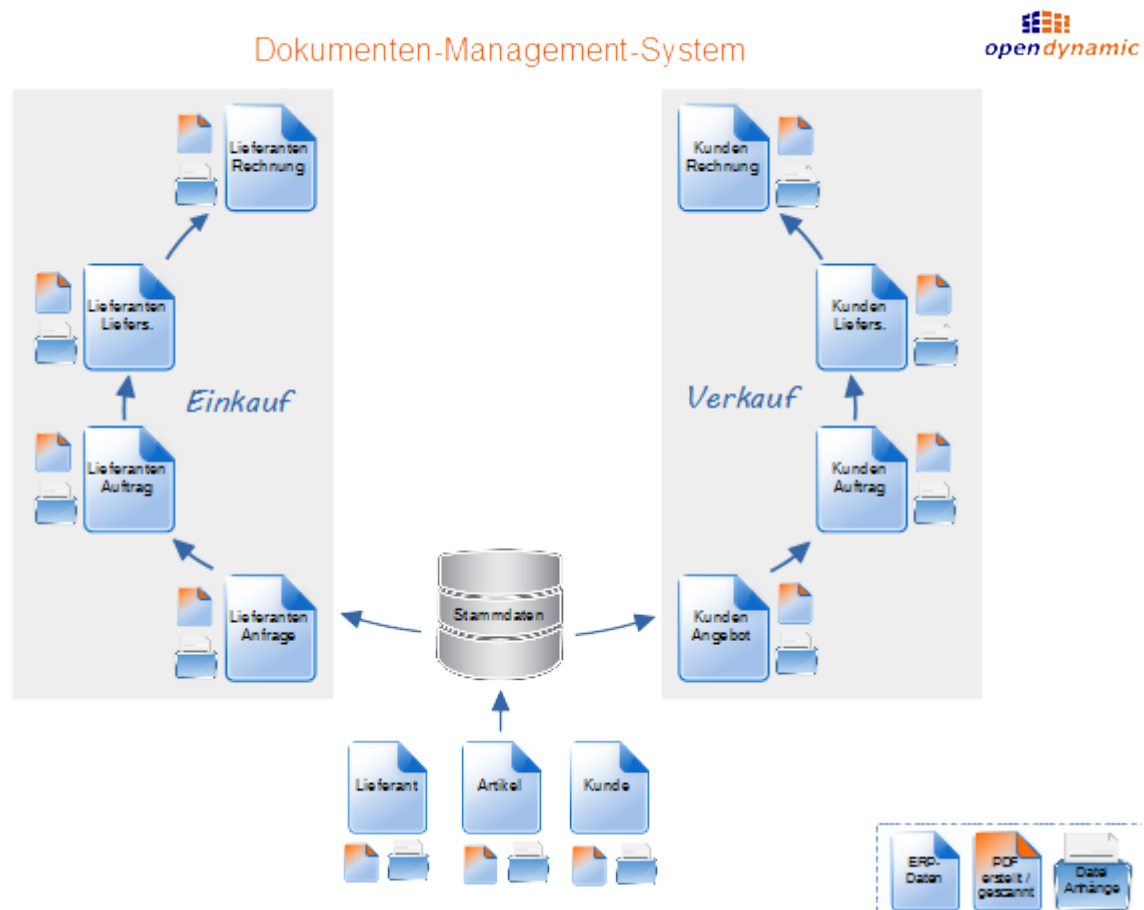 Dokumenten-Management-System
opendynamic
Lieferanten
Rechnung
Kunden
Rechnung
Lieferanten
Liefers.
Kunden
Liefers.
Einkauf
Verkauf
Lieferanten
Auftrag
Kunden
Auftrag
Lieferanten
Anfrage
Stammdaten
Kunden
Angebot
Lieferant
Artikel
Kunde
ERP-
Daten
PDF
erstellt /
gescannt
Datei
Anhänge